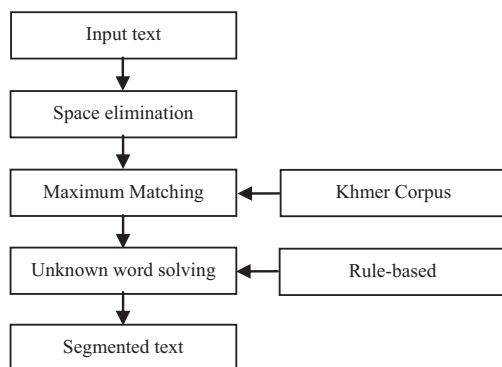 Input text
Space elimination
Maximum Matching
Khmer Corpus
Unknown word solving
Rule-based
Segmented text